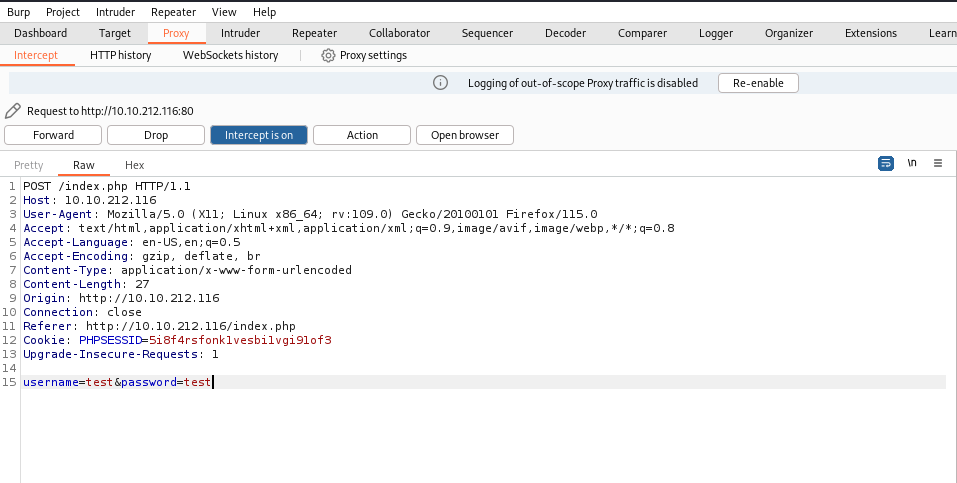 Burp Project Intruder Repeater View Help
Dashboard Target Proxy Intruder Repeater Collaborator Sequencer Decoder Comparer Logger Organizer Extensions Learn
Intercept HTTP history WebSockets history Proxy settings
Logging of out-of-scope Proxy traffic is disabled Re-enable
Request to http://10.10.212.116:80
Forward Drop Intercept is on Action Open browser
Pretty Raw Hex \n
1 POST /index.php HTTP/1.1
2 Host: 10.10.212.116
3 User-Agent: Mozilla/5.0 (X11; Linux x86_64; rv:109.0) Gecko/20100101 Firefox/115.0
4 Accept: text/html,application/xhtml+xml,application/xml;q=0.9,image/avif,image/webp,*/*;q=0.8
5 Accept-Language: en-US,en;q=0.5
6 Accept-Encoding: gzip, deflate, br
7 Content-Type: application/x-www-form-urlencoded
8 Content-Length: 27
9 Origin: http://10.10.212.116
10 Connection: close
11 Referer: http://10.10.212.116/index.php
12 Cookie: PHPSESSID=5i8f4rsfonk1vesbi1vgi91of3
13 Upgrade-Insecure-Requests: 1
14
15 username=test&password=test